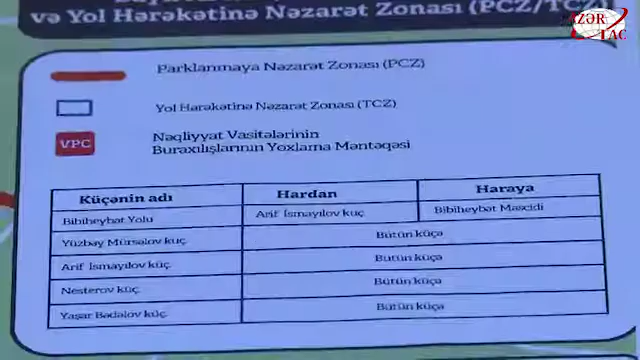 və Yol Hərəkətinə Nəzarət Zonası (PCZ/TCZ)
AZƏR
TAC
Parklanmaya Nəzarət Zonası (PCZ)
Yol Hərəkətinə Nəzarət Zonası (TCZ)
VPC
Nəqliyyat Vasitələrinin
Buraxılışlarının Yoxlama Məntəqəsi
Küçənin adı Hardan Haraya
Bibiheybət Yolu Arif İsmayılov küç Bibiheybət Məscidi
Yüzbaşı Mürsəlov küç Bütün küçə
Arif İsmayılov küç. Bütün küçə
Nesterov küç Bütün küçə
Yaşar Bədəlov küç. Bütün küçə